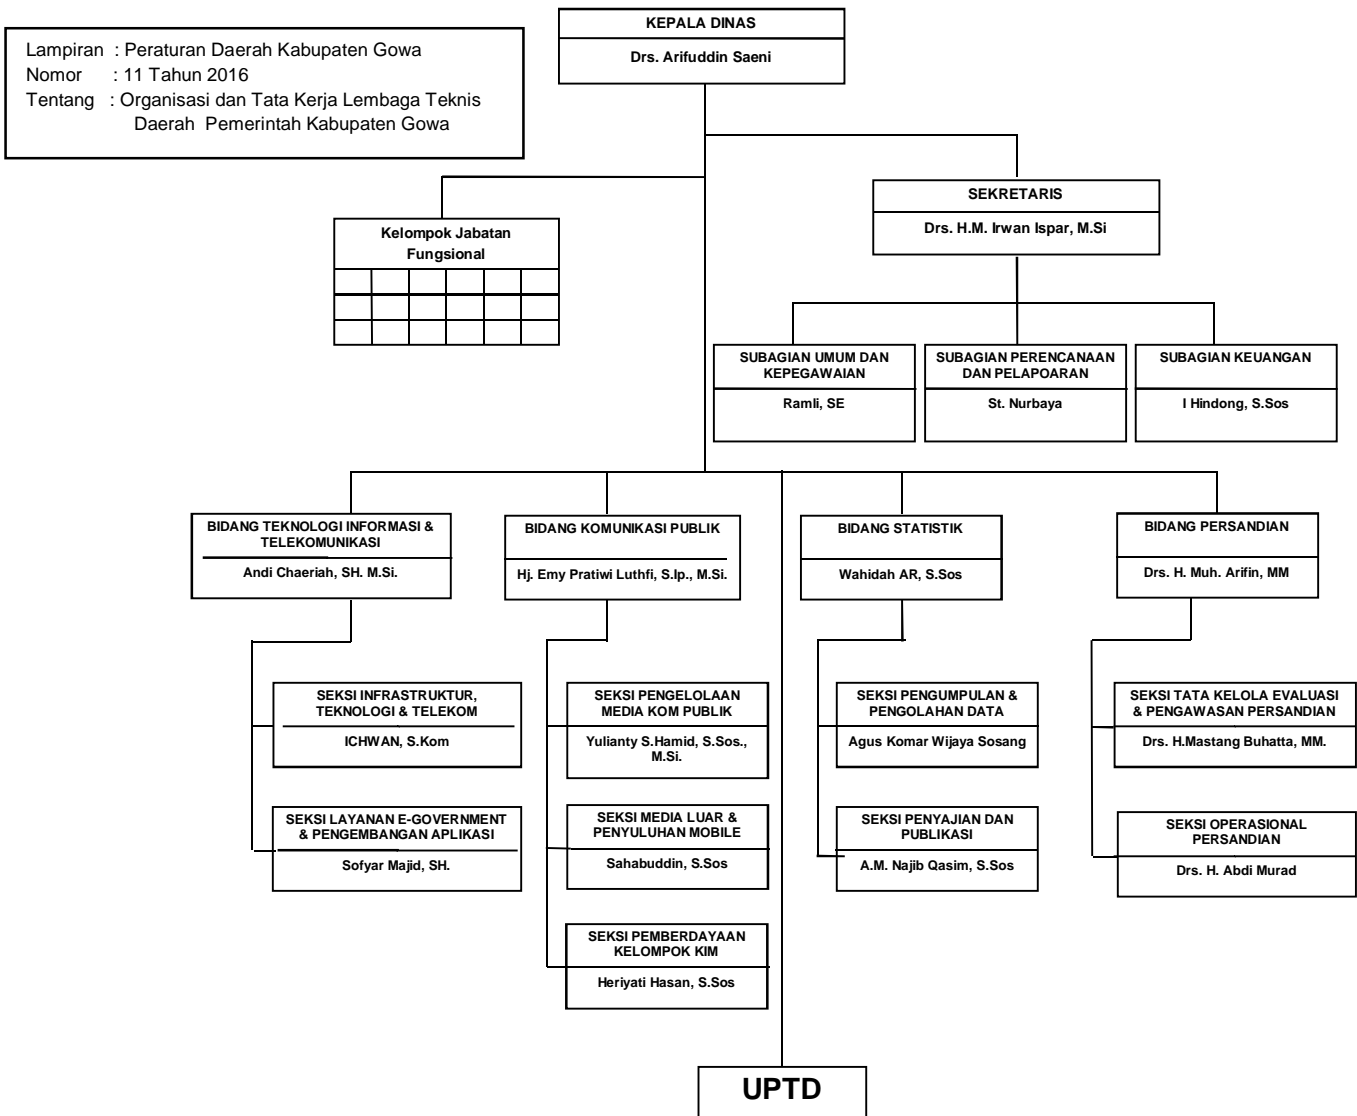 KEPALA DINAS
Drs. Arifuddin Saeni
Lampiran : Peraturan Daerah Kabupaten Gowa
Nomor : 11 Tahun 2016
Tentang : Organisasi dan Tata Kerja Lembaga Teknis
Daerah Pemerintah Kabupaten Gowa
SEKRETARIS
Drs. H.M. Irwan Ispar, M.Si
Kelompok Jabatan
Fungsional
SUBAGIAN UMUM DAN
KEPEGAWAIAN
Ramli, SE
SUBAGIAN PERENCANAAN
DAN PELAPOARAN
St. Nurbaya
SUBAGIAN KEUANGAN
I Hindong, S.Sos
BIDANG TEKNOLOGI INFORMASI &
TELEKOMUNIKASI
Andi Chaeriah, SH. M.Si.
BIDANG KOMUNIKASI PUBLIK
Hj. Emy Pratiwi Luthfi, S.Ip., M.Si.
BIDANG STATISTIK
Wahidah AR, S.Sos
BIDANG PERSANDIAN
Drs. H. Muh. Arifin, MM
SEKSI INFRASTRUKTUR,
TEKNOLOGI & TELEKOM
ICHWAN, S.Kom
SEKSI PENGELOLAAN
MEDIA KOM PUBLIK
Yulianty S.Hamid, S.Sos.,
M.Si.
SEKSI PENGUMPULAN &
PENGOLAHAN DATA
Agus Komar Wijaya Sosang
SEKSI TATA KELOLA EVALUASI
& PENGAWASAN PERSANDIAN
Drs. H.Mastang Buhatta, MM.
SEKSI LAYANAN E-GOVERNMENT
& PENGEMBANGAN APLIKASI
Sofyar Majid, SH.
SEKSI MEDIA LUAR &
PENYULUHAN MOBILE
Sahabuddin, S.Sos
SEKSI PENYAJIAN DAN
PUBLIKASI
A.M. Najib Qasim, S.Sos
SEKSI OPERASIONAL
PERSANDIAN
Drs. H. Abdi Murad
SEKSI PEMBERDAYAAN
KELOMPOK KIM
Heriyati Hasan, S.Sos
UPTD